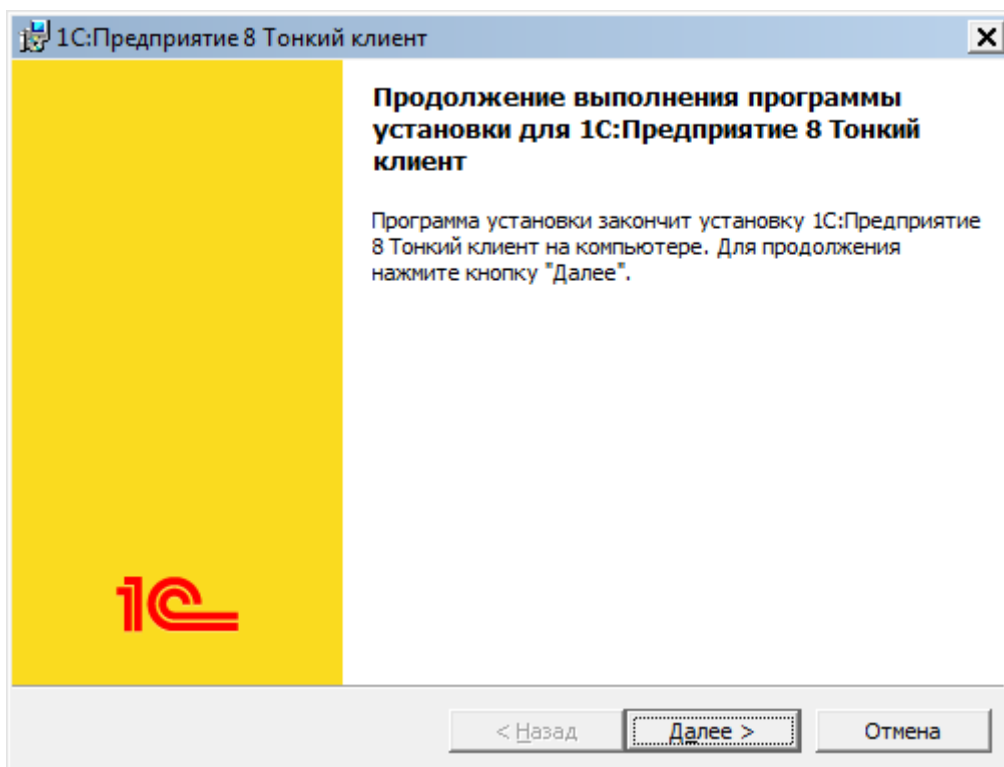 1С:Предприятие 8 Тонкий клиент
Продолжение выполнения программы
установки для 1С:Предприятие 8 Тонкий
клиент
Программа установки закончит установку 1С:Предприятие
8 Тонкий клиент на компьютере. Для продолжения
нажмите кнопку "Далее".
1С
< Назад
Далее >
Отмена